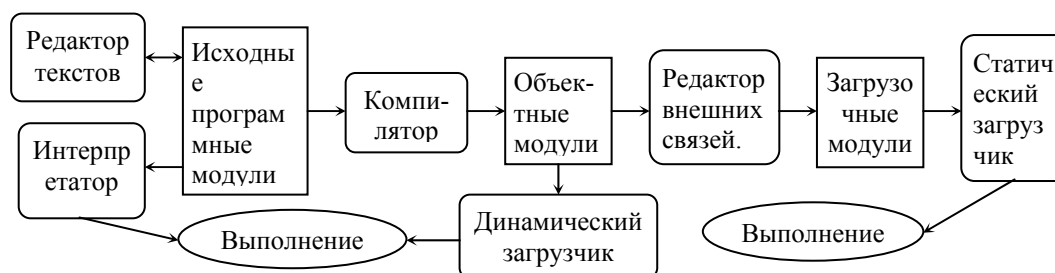 Редактор
текстов
Исходны
е
програм
мные
модули
Интерпр
етатор
Компи-
лятор
Объек-
тные
модули
Редактор
внешних
связей.
Загрузо
чные
модули
Статич
еский
загруз
чик
Выполнение
Динамический
загрузчик
Выполнение